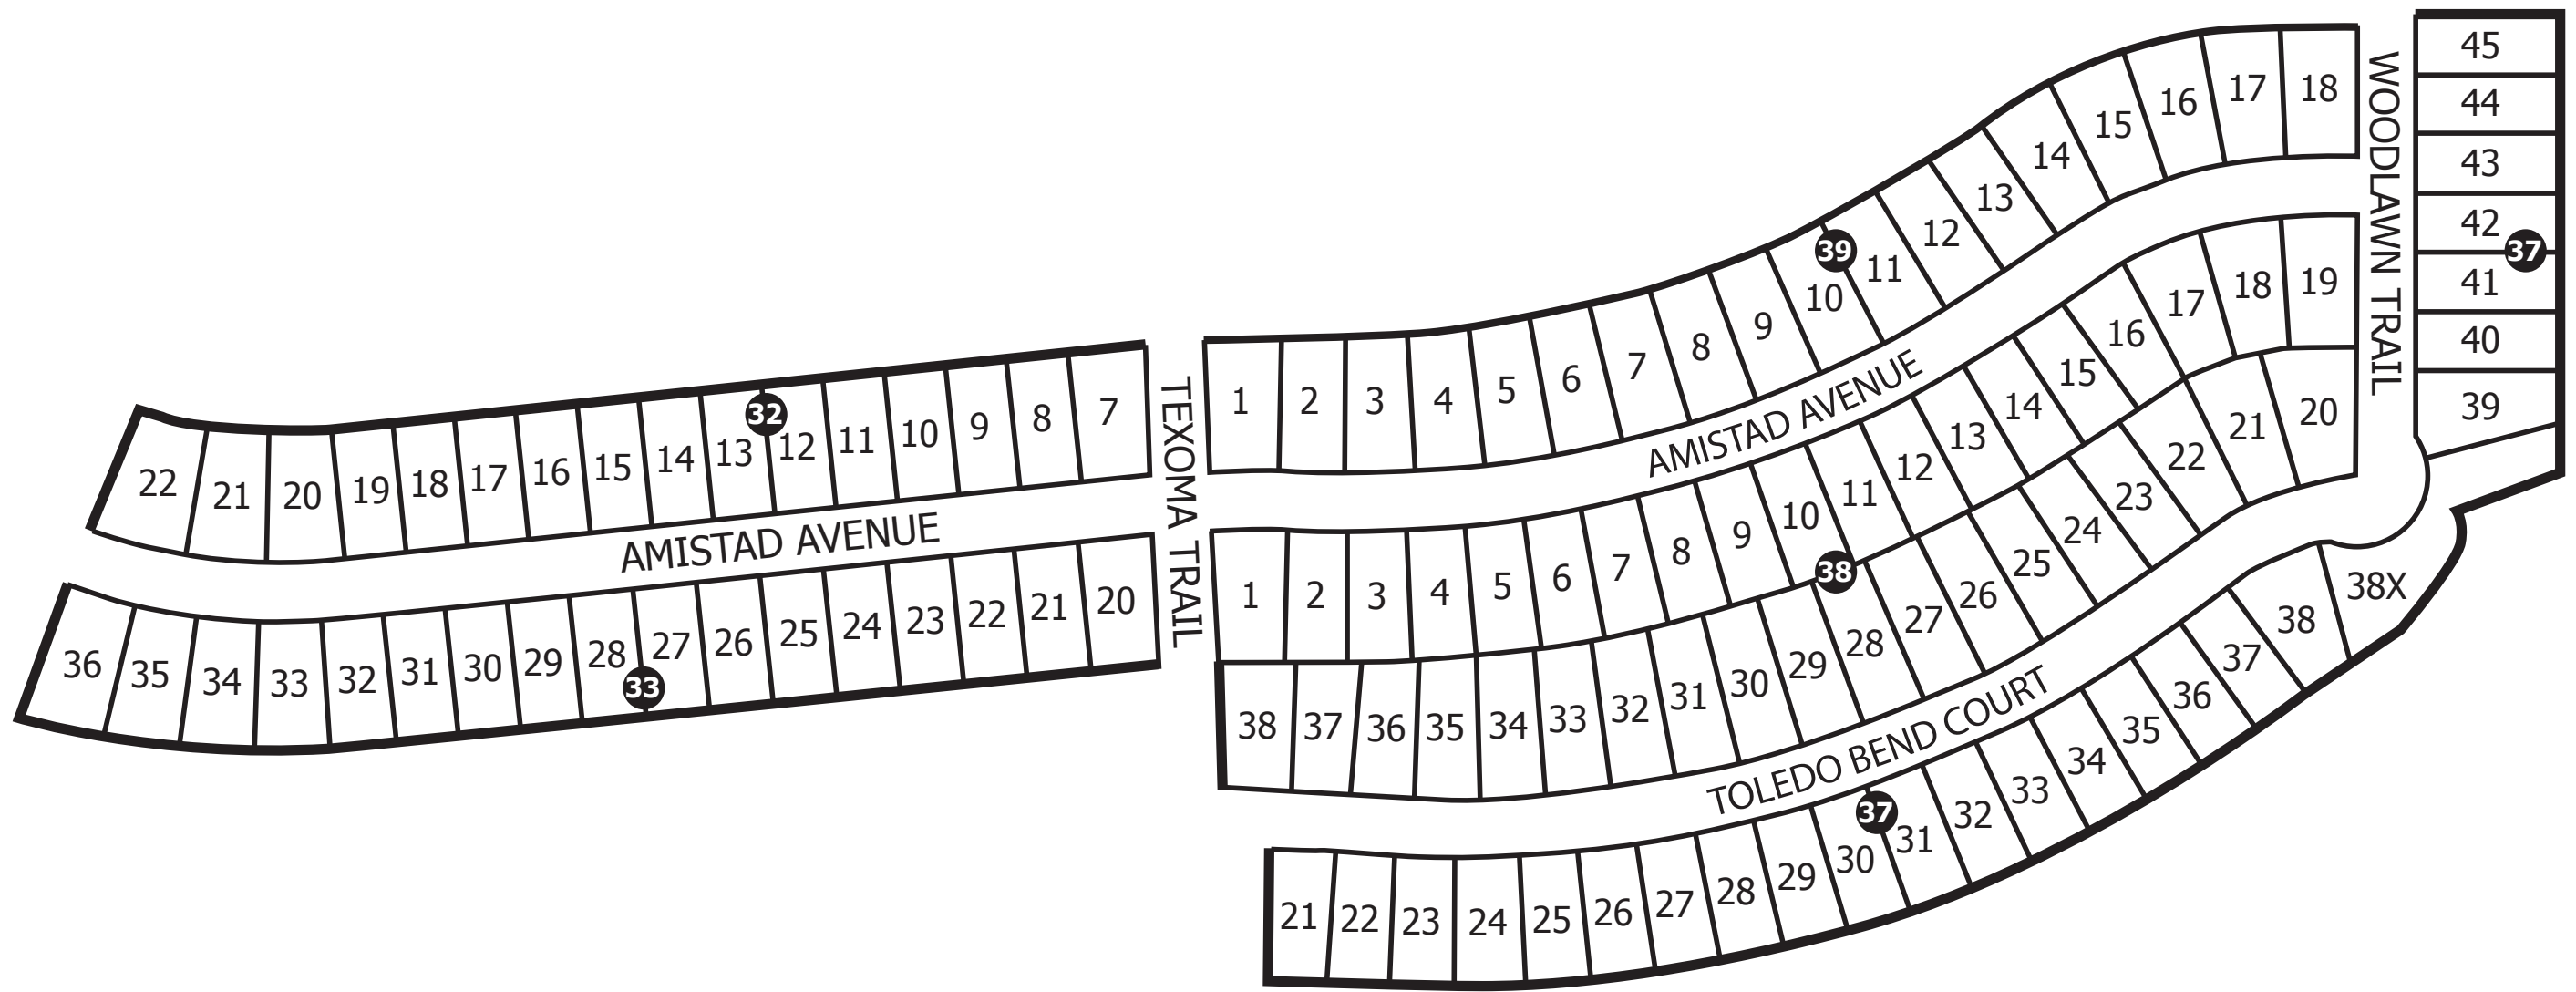 22 21 20 19 18 17 16 15 14 13 12 11 10 9 8 7
32
AMISTAD AVENUE
36 35 34 33 32 31 30 29 28 27 26 25 24 23 22 21 20
33
TEXOMA TRAIL
1 2 3 4 5 6 7 8 9 10 11 12 13 14 15 16 17 18
39
AMISTAD AVENUE
1 2 3 4 5 6 7 8 9 10 11 12 13 14 15 16 17 18 19
38
38 37 36 35 34 33 32 31 30 29 28 27 26 25 24 23 22 21 20
TOLEDO BEND COURT
37
21 22 23 24 25 26 27 28 29 30 31 32 33 34 35 36 37 38 38X
WOODLAWN TRAIL
45
44
43
42
37
41
40
39